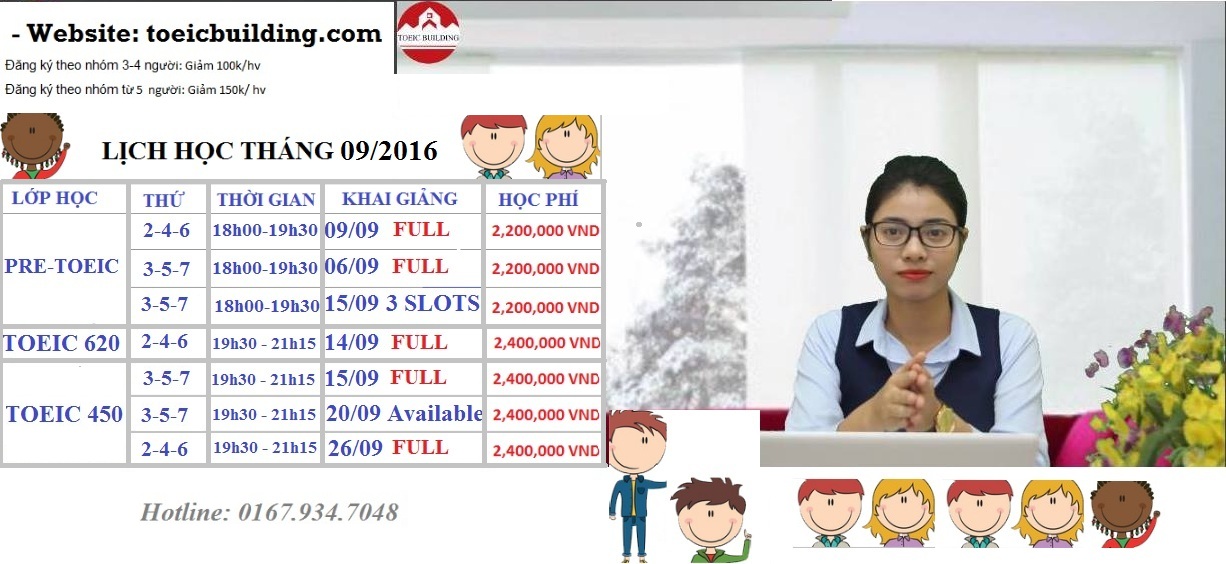 - Website: toeicbuilding.com
TOEIC BUILDING
Đăng ký theo nhóm 3-4 người: Giảm 100k/hv
Đăng ký theo nhóm từ 5 người: Giảm 150k/ hv
LỊCH HỌC THÁNG 09/2016
LỚP HỌC THỨ THỜI GIAN KHAI GIẢNG HỌC PHÍ
2-4-6 18h00-19h30 09/09 FULL 2,200,000 VND
PRE-TOEIC 3-5-7 18h00-19h30 06/09 FULL 2,200,000 VND
3-5-7 18h00-19h30 15/09 3 SLOTS 2,200,000 VND
TOEIC 620 2-4-6 19h30 - 21h15 14/09 FULL 2,400,000 VND
3-5-7 19h30 - 21h15 15/09 FULL 2,400,000 VND
TOEIC 450 3-5-7 19h30 - 21h15 20/09 Available 2,400,000 VND
2-4-6 19h30 - 21h15 26/09 FULL 2,400,000 VND
Hotline: 0167.934.7048